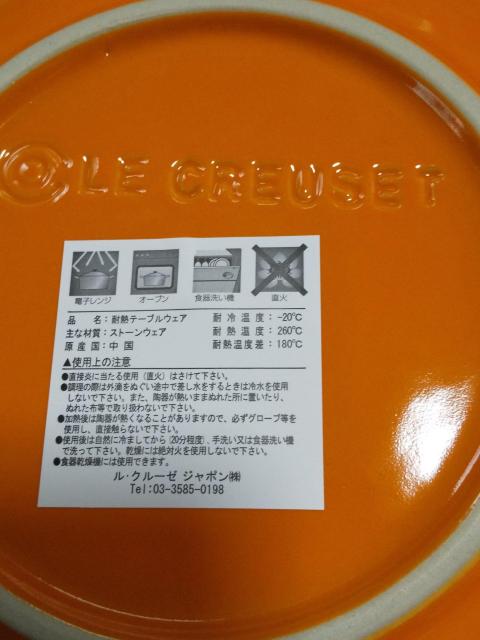 LE CREUSET
電子レンジ オーブン 食器洗い機 直火
品 名：耐熱テーブルウェア 耐 冷 温 度： -20℃
主な材質：ストーンウェア 耐 熱 温 度： 260℃
原 産 国：中 国 耐熱温度差：180℃
▲使用上の注意
●直接炎に当たる使用（直火）はさけて下さい。
●調理の際は外滴をぬぐい途中で差し水をするときは冷水を使用
しないで下さい。また、陶器が熱いままぬれた所に置いたり、
ぬれた布等で取り扱わないで下さい。
●加熱後は陶器が熱くなることがありますので、必ずグローブ等を
使用し、直接触らないで下さい。
●使用後は自然に冷ましてから（20分程度）、手洗い又は食器洗い機
で洗って下さい。乾燥には絶対火を使用しないで下さい。
●食器乾燥機には使用できます。
ル・クルーゼ ジャポン㈱
Tel:03-3585-0198